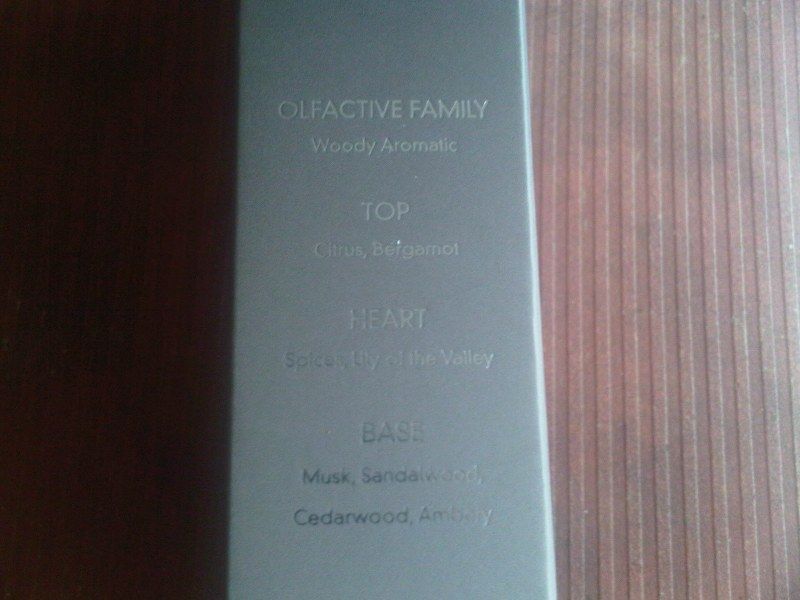 OLFACTIVE FAMILY
Woody Aromatic
TOP
Citrus, Bergamot
HEART
Spices, Lily of the Valley
BASE
Musk, Sandalwood,
Cedarwood, Ambery